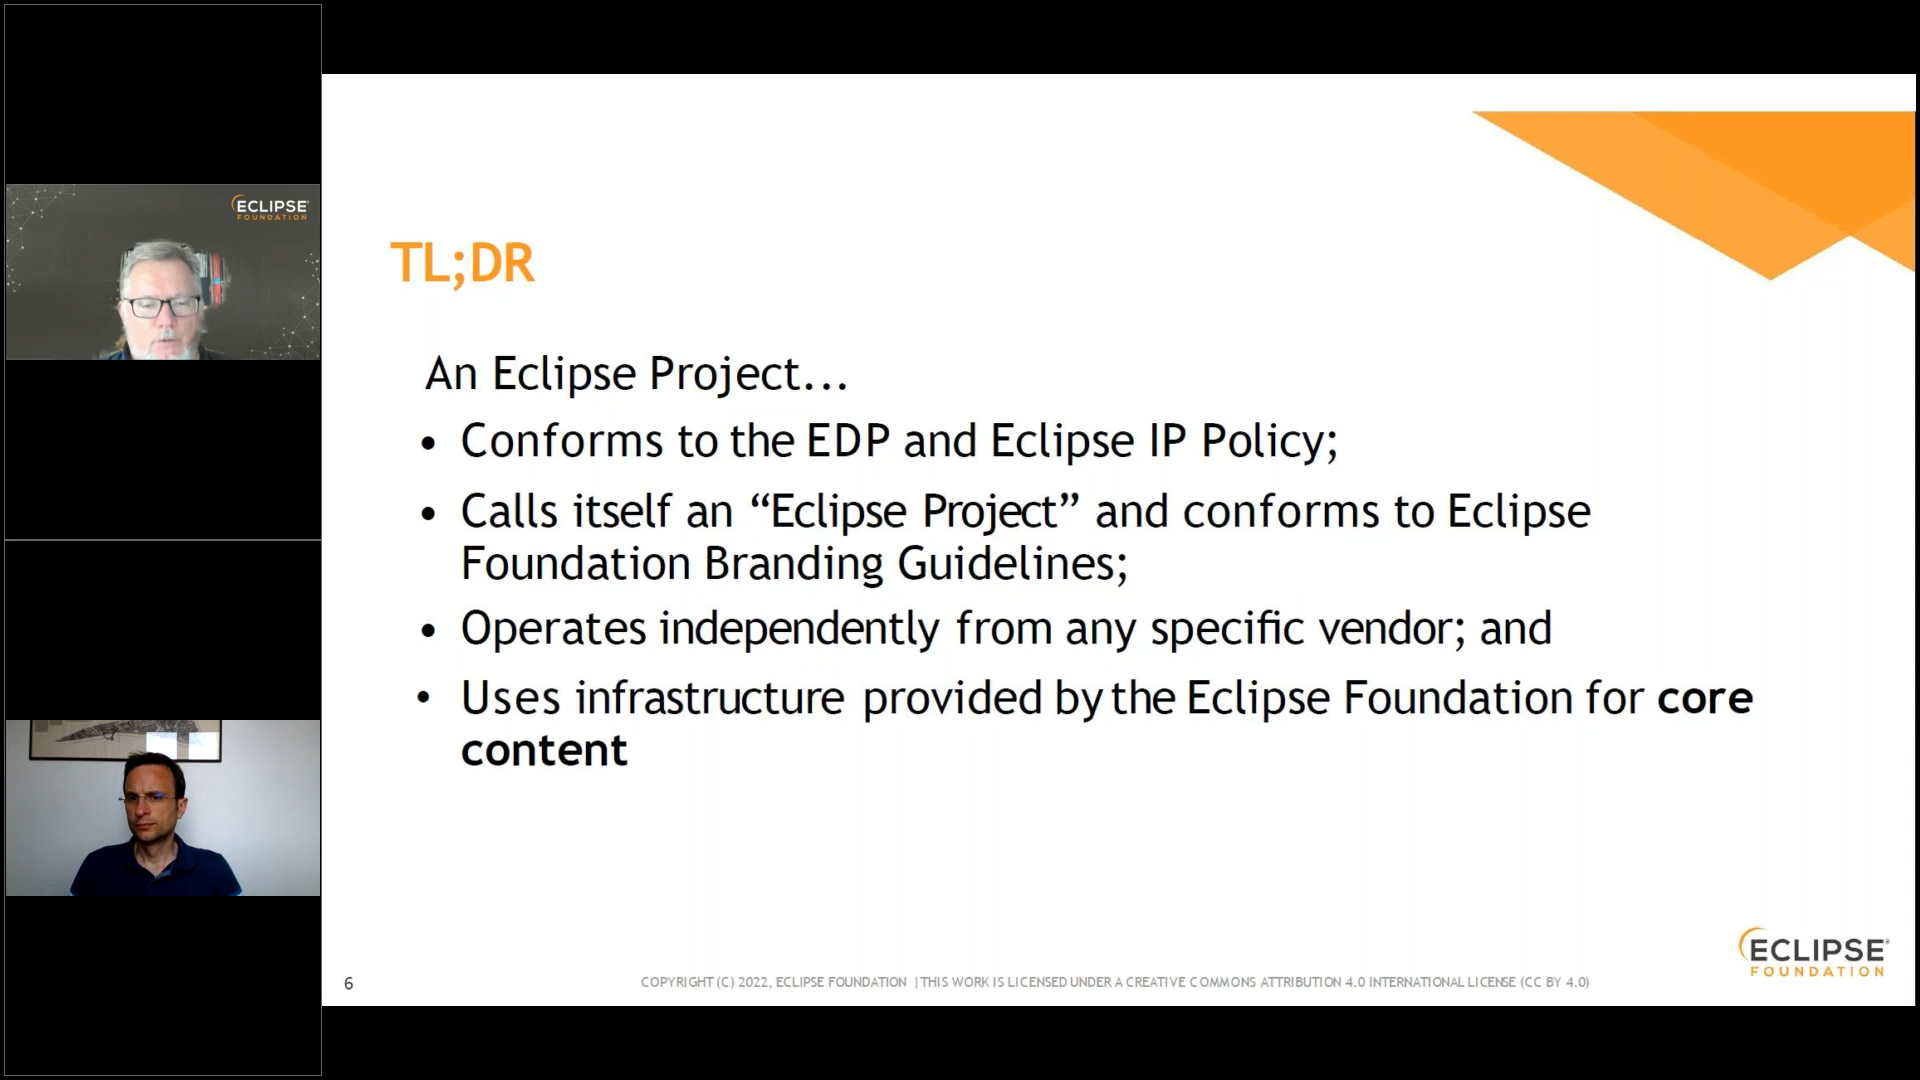 ECLIPSE
FOUNDATION
TL;DR
An Eclipse Project...
• Conforms to the EDP and Eclipse IP Policy;
• Calls itself an “Eclipse Project” and conforms to Eclipse
Foundation Branding Guidelines;
• Operates independently from any specific vendor; and
• Uses infrastructure provided by the Eclipse Foundation for core
content
6
COPYRIGHT (C) 2022, ECLIPSE FOUNDATION | THIS WORK IS LICENSED UNDER A CREATIVE COMMONS ATTRIBUTION 4.0 INTERNATIONAL LICENSE (CC BY 4.0)
ECLIPSE®
FOUNDATION